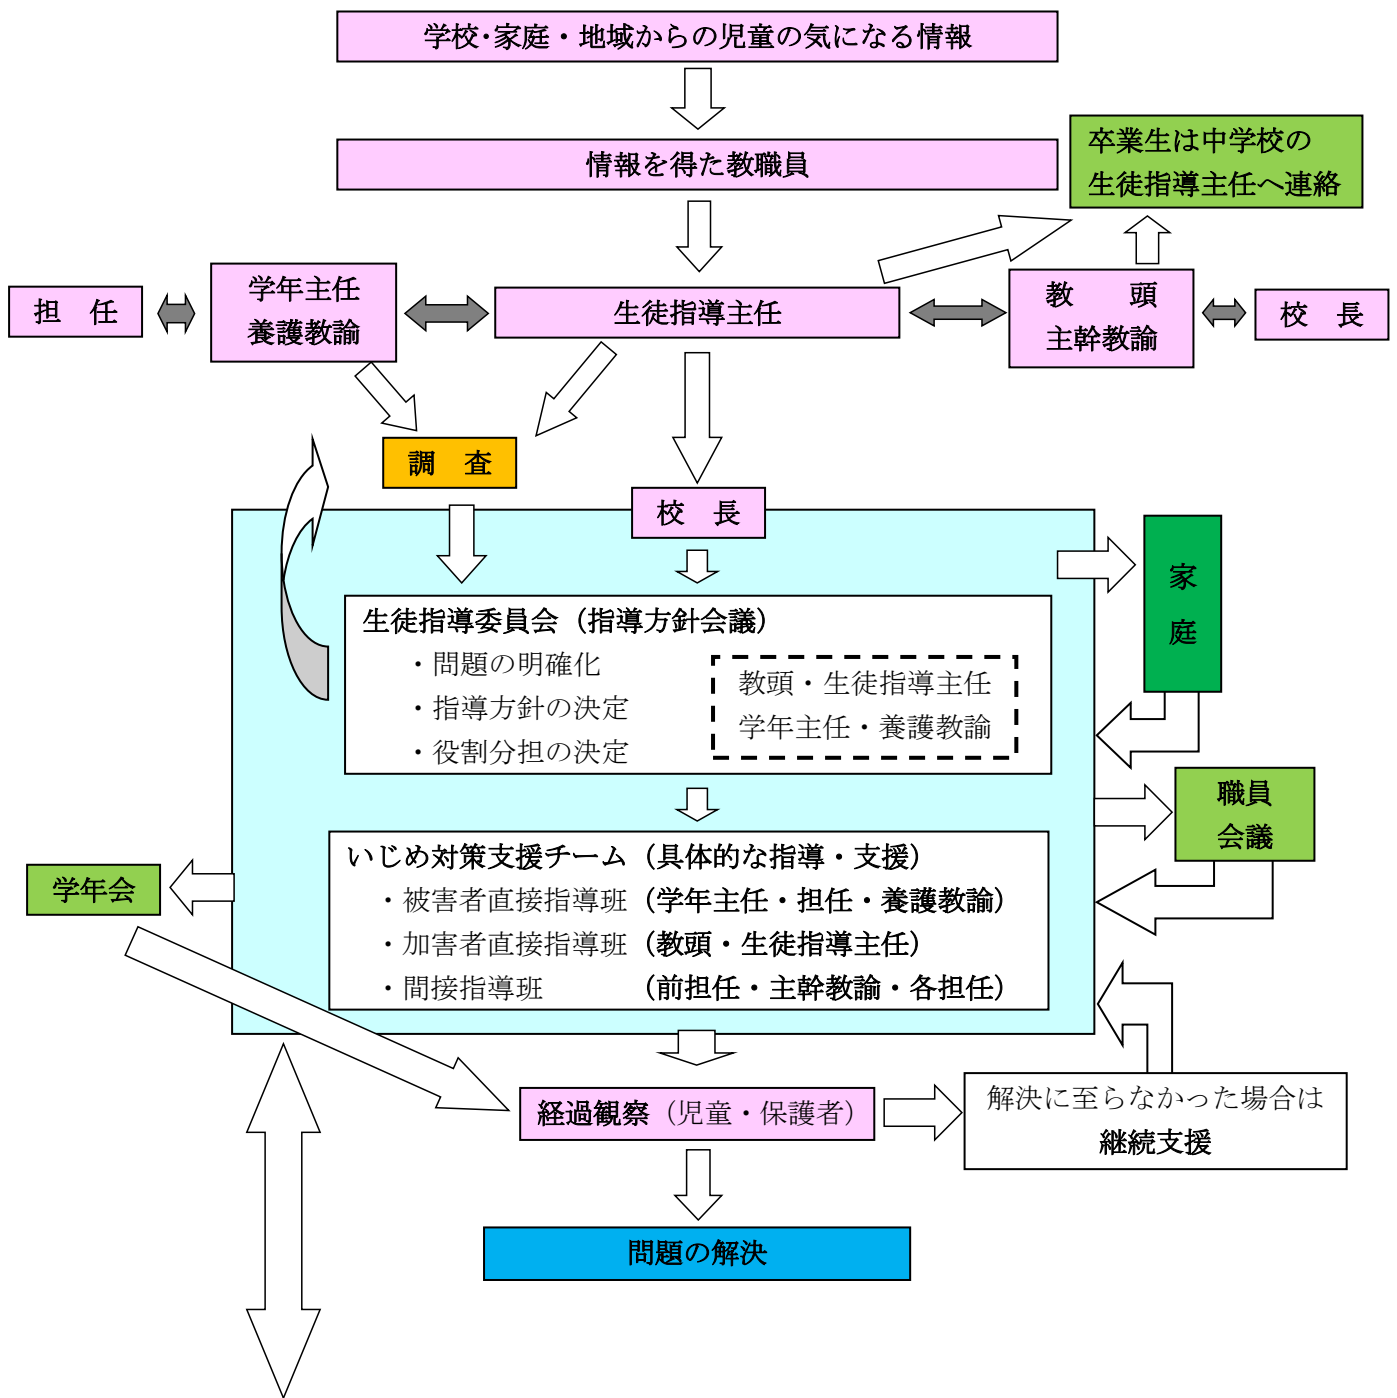 学校・家庭・地域からの児童の気になる情報
情報を得た教職員
卒業生は中学校の
生徒指導主任へ連絡
担　任
学年主任
養護教諭
生徒指導主任
教　　頭
主幹教諭
校　長
調　査
校　長
家
庭
生徒指導委員会（指導方針会議）
・問題の明確化
・指導方針の決定
・役割分担の決定
教頭・生徒指導主任
学年主任・養護教諭
職員
会議
いじめ対策支援チーム（具体的な指導・支援）
・被害者直接指導班（学年主任・担任・養護教諭）
・加害者直接指導班（教頭・生徒指導主任）
・間接指導班　　　　（前担任・主幹教諭・各担任）
学年会
経過観察（児童・保護者）
解決に至らなかった場合は
継続支援
問題の解決